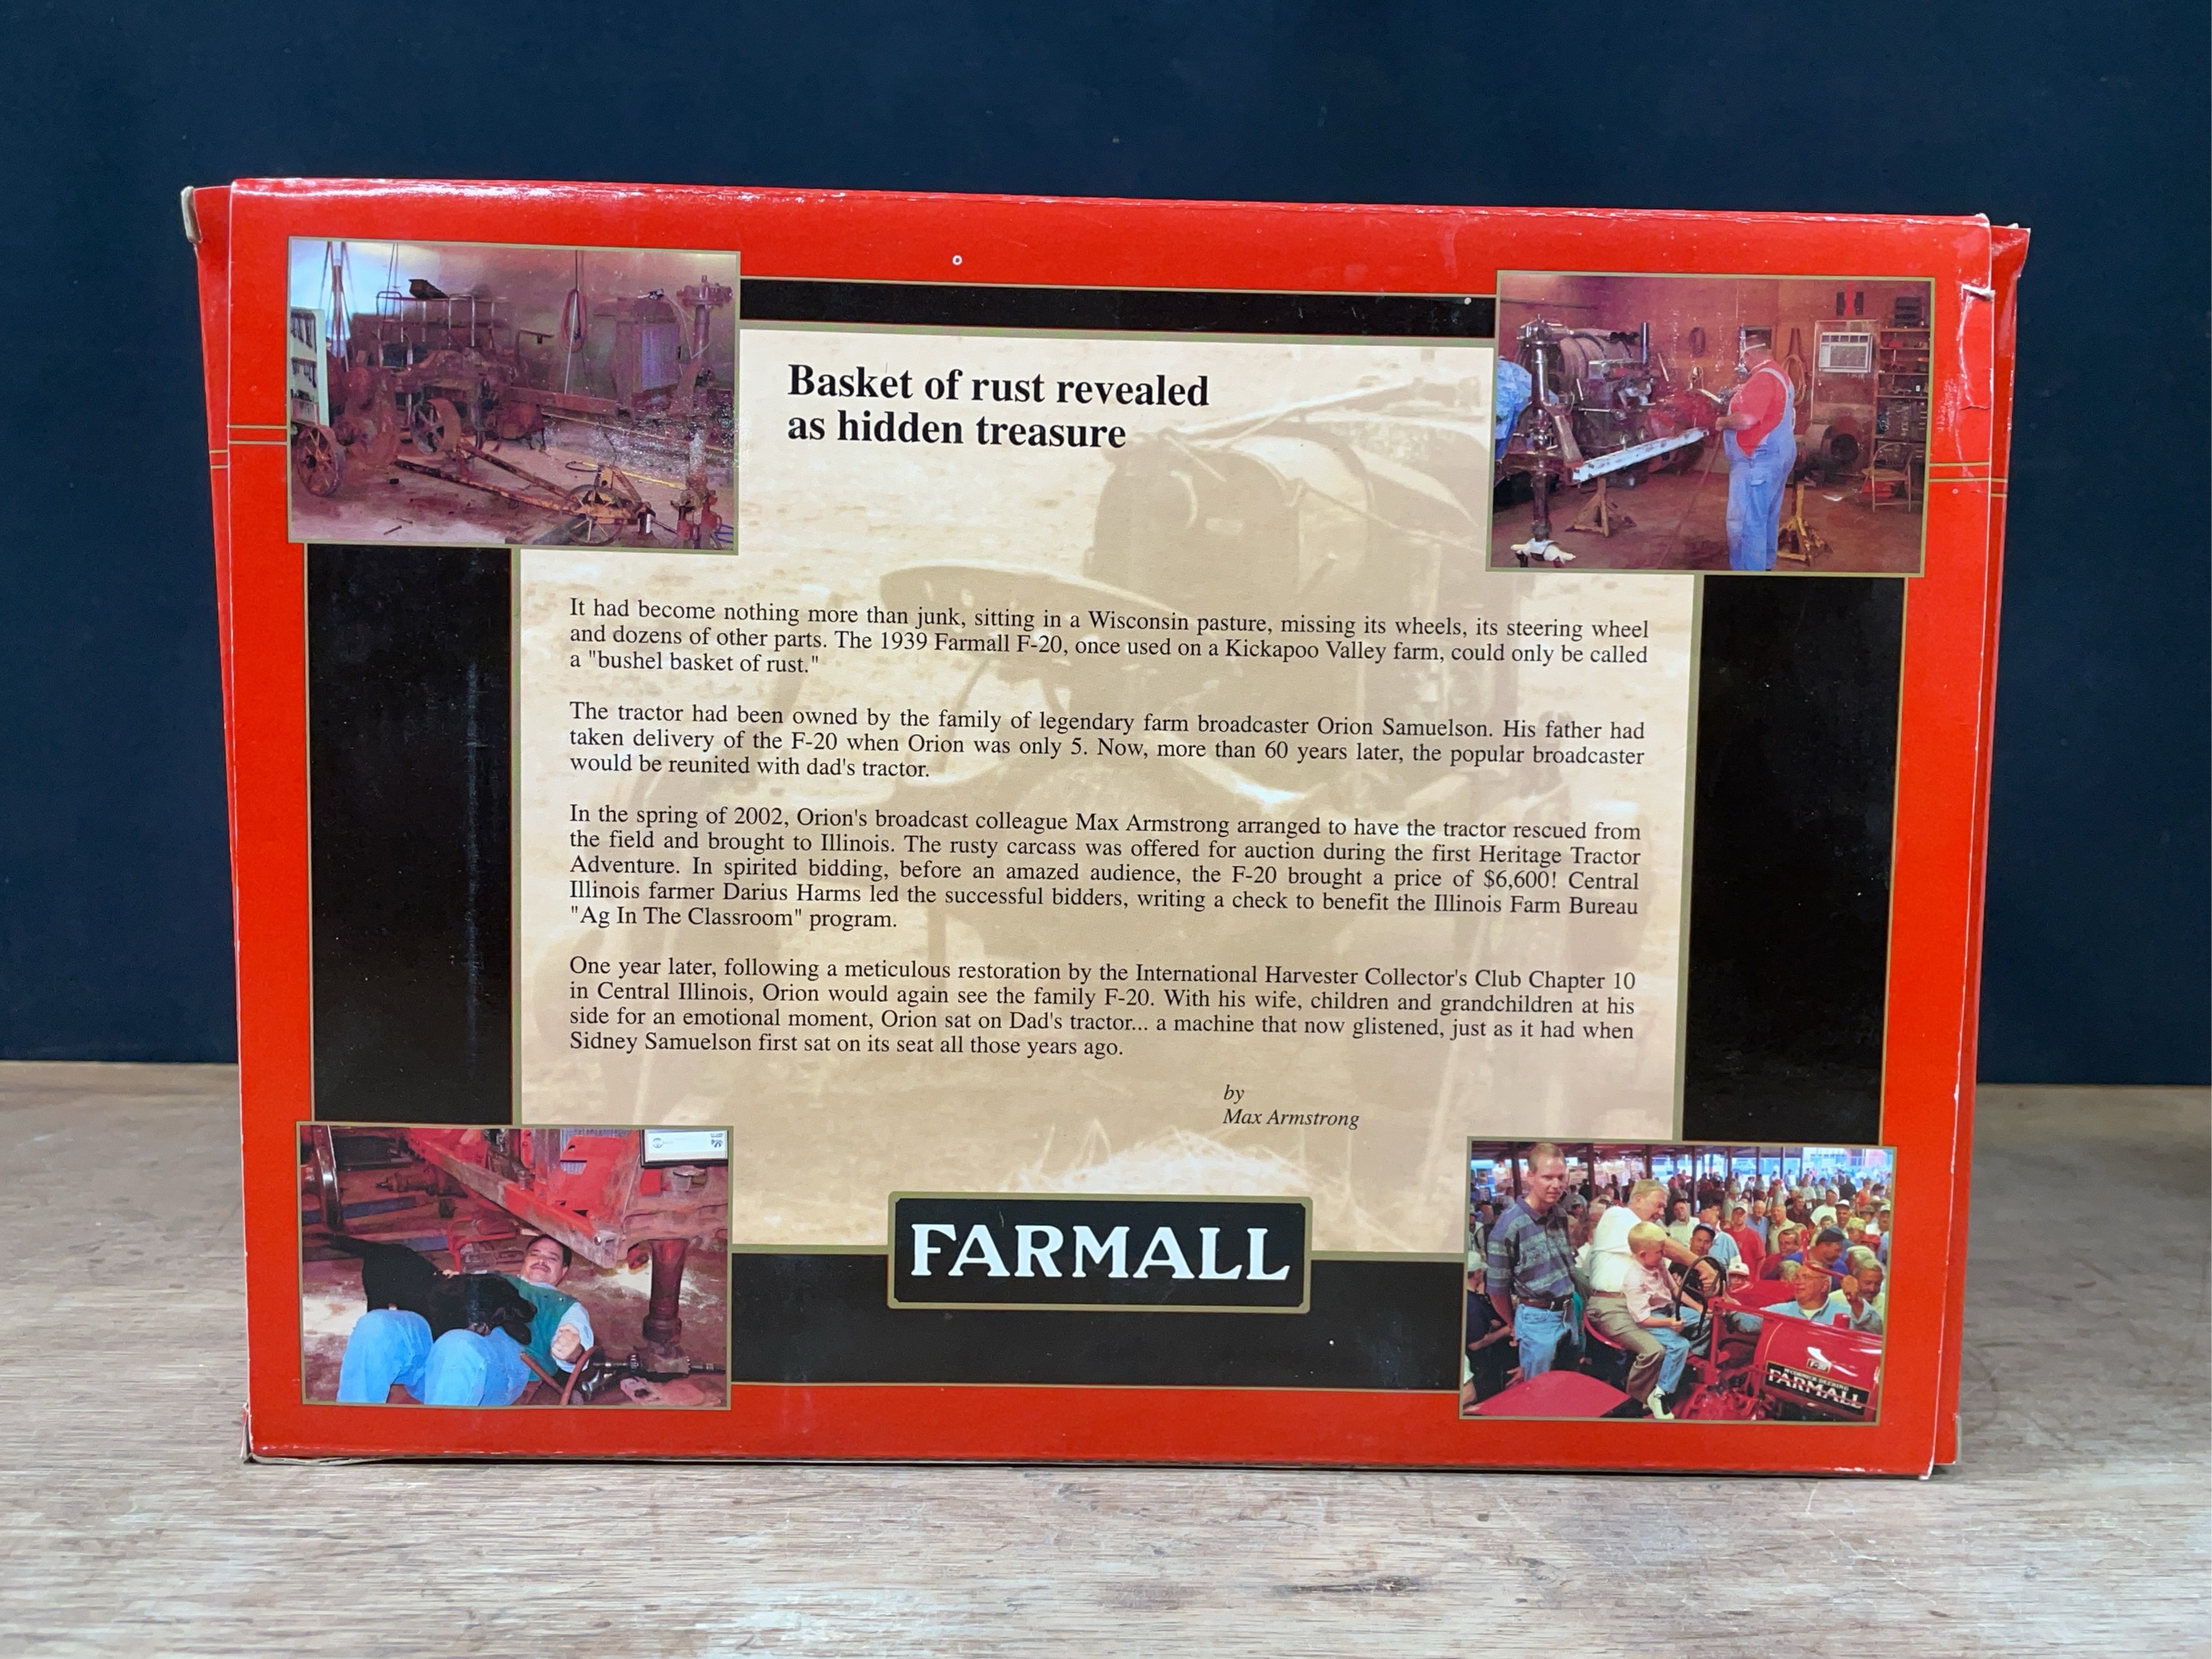 Basket of rust revealed
as hidden treasure
It had become nothing more than junk, sitting in a Wisconsin pasture, missing its wheels, its steering wheel
and dozens of other parts. The 1939 Farmall F-20, once used on a Kickapoo Valley farm, could only be called
a "bushel basket of rust."
The tractor had been owned by the family of legendary farm broadcaster Orion Samuelson. His father had
taken delivery of the F-20 when Orion was only 5. Now, more than 60 years later, the popular broadcaster
would be reunited with dad's tractor.
In the spring of 2002, Orion's broadcast colleague Max Armstrong arranged to have the tractor rescued from
the field and brought to Illinois. The rusty carcass was offered for auction during the first Heritage Tractor
Adventure. In spirited bidding, before an amazed audience, the F-20 brought a price of $6,600! Central
Illinois farmer Darius Harms led the successful bidders, writing a check to benefit the Illinois Farm Bureau
"Ag In The Classroom" program.
One year later, following a meticulous restoration by the International Harvester Collector's Club Chapter 10
in Central Illinois, Orion would again see the family F-20. With his wife, children and grandchildren at his
side for an emotional moment, Orion sat on Dad's tractor... a machine that now glistened, just as it had when
Sidney Samuelson first sat on its seat all those years ago.
by
Max Armstrong
FARMALL
FARMALL